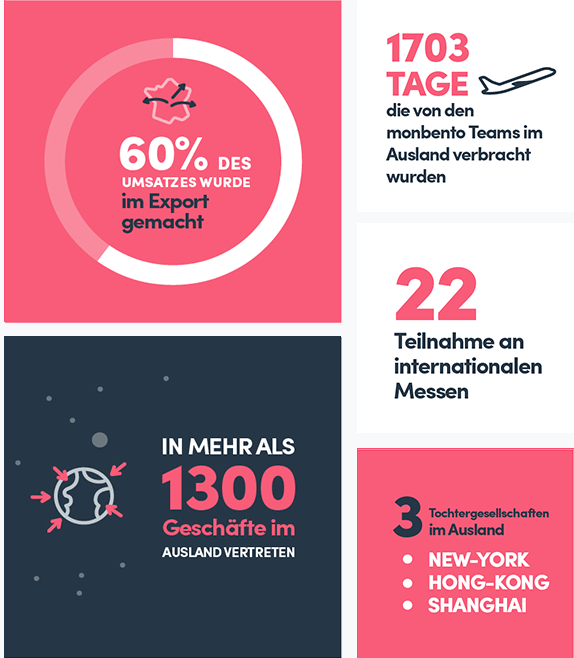 60% DES
UMSATZES WURDE
im Export
gemacht
1703
TAGE
die von den
monbento Teams im
Ausland verbracht
wurden
22
Teilnahme an
internationalen
Messen
IN MEHR ALS
1300
Geschäfte im
AUSLAND VERTRETEN
3 Tochtergesellschaften
im Ausland
NEW-YORK
HONG-KONG
SHANGHAI